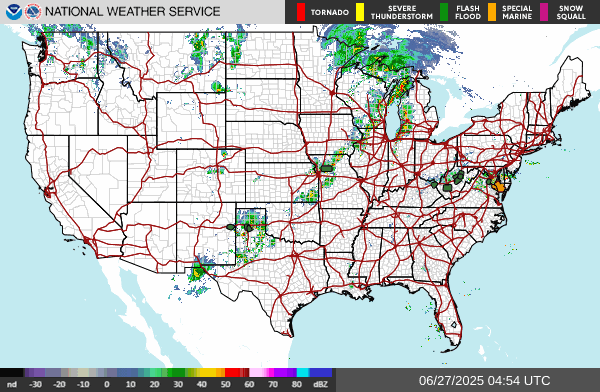 NATIONAL WEATHER SERVICE
TORNADO
SEVERE
THUNDERSTORM
FLASH
FLOOD
SPECIAL
MARINE
SNOW
SQUALL
nd -30 -20 -10 0 10 20 30 40 50 60 70 80 dBZ
06/27/2025 04:54 UTC